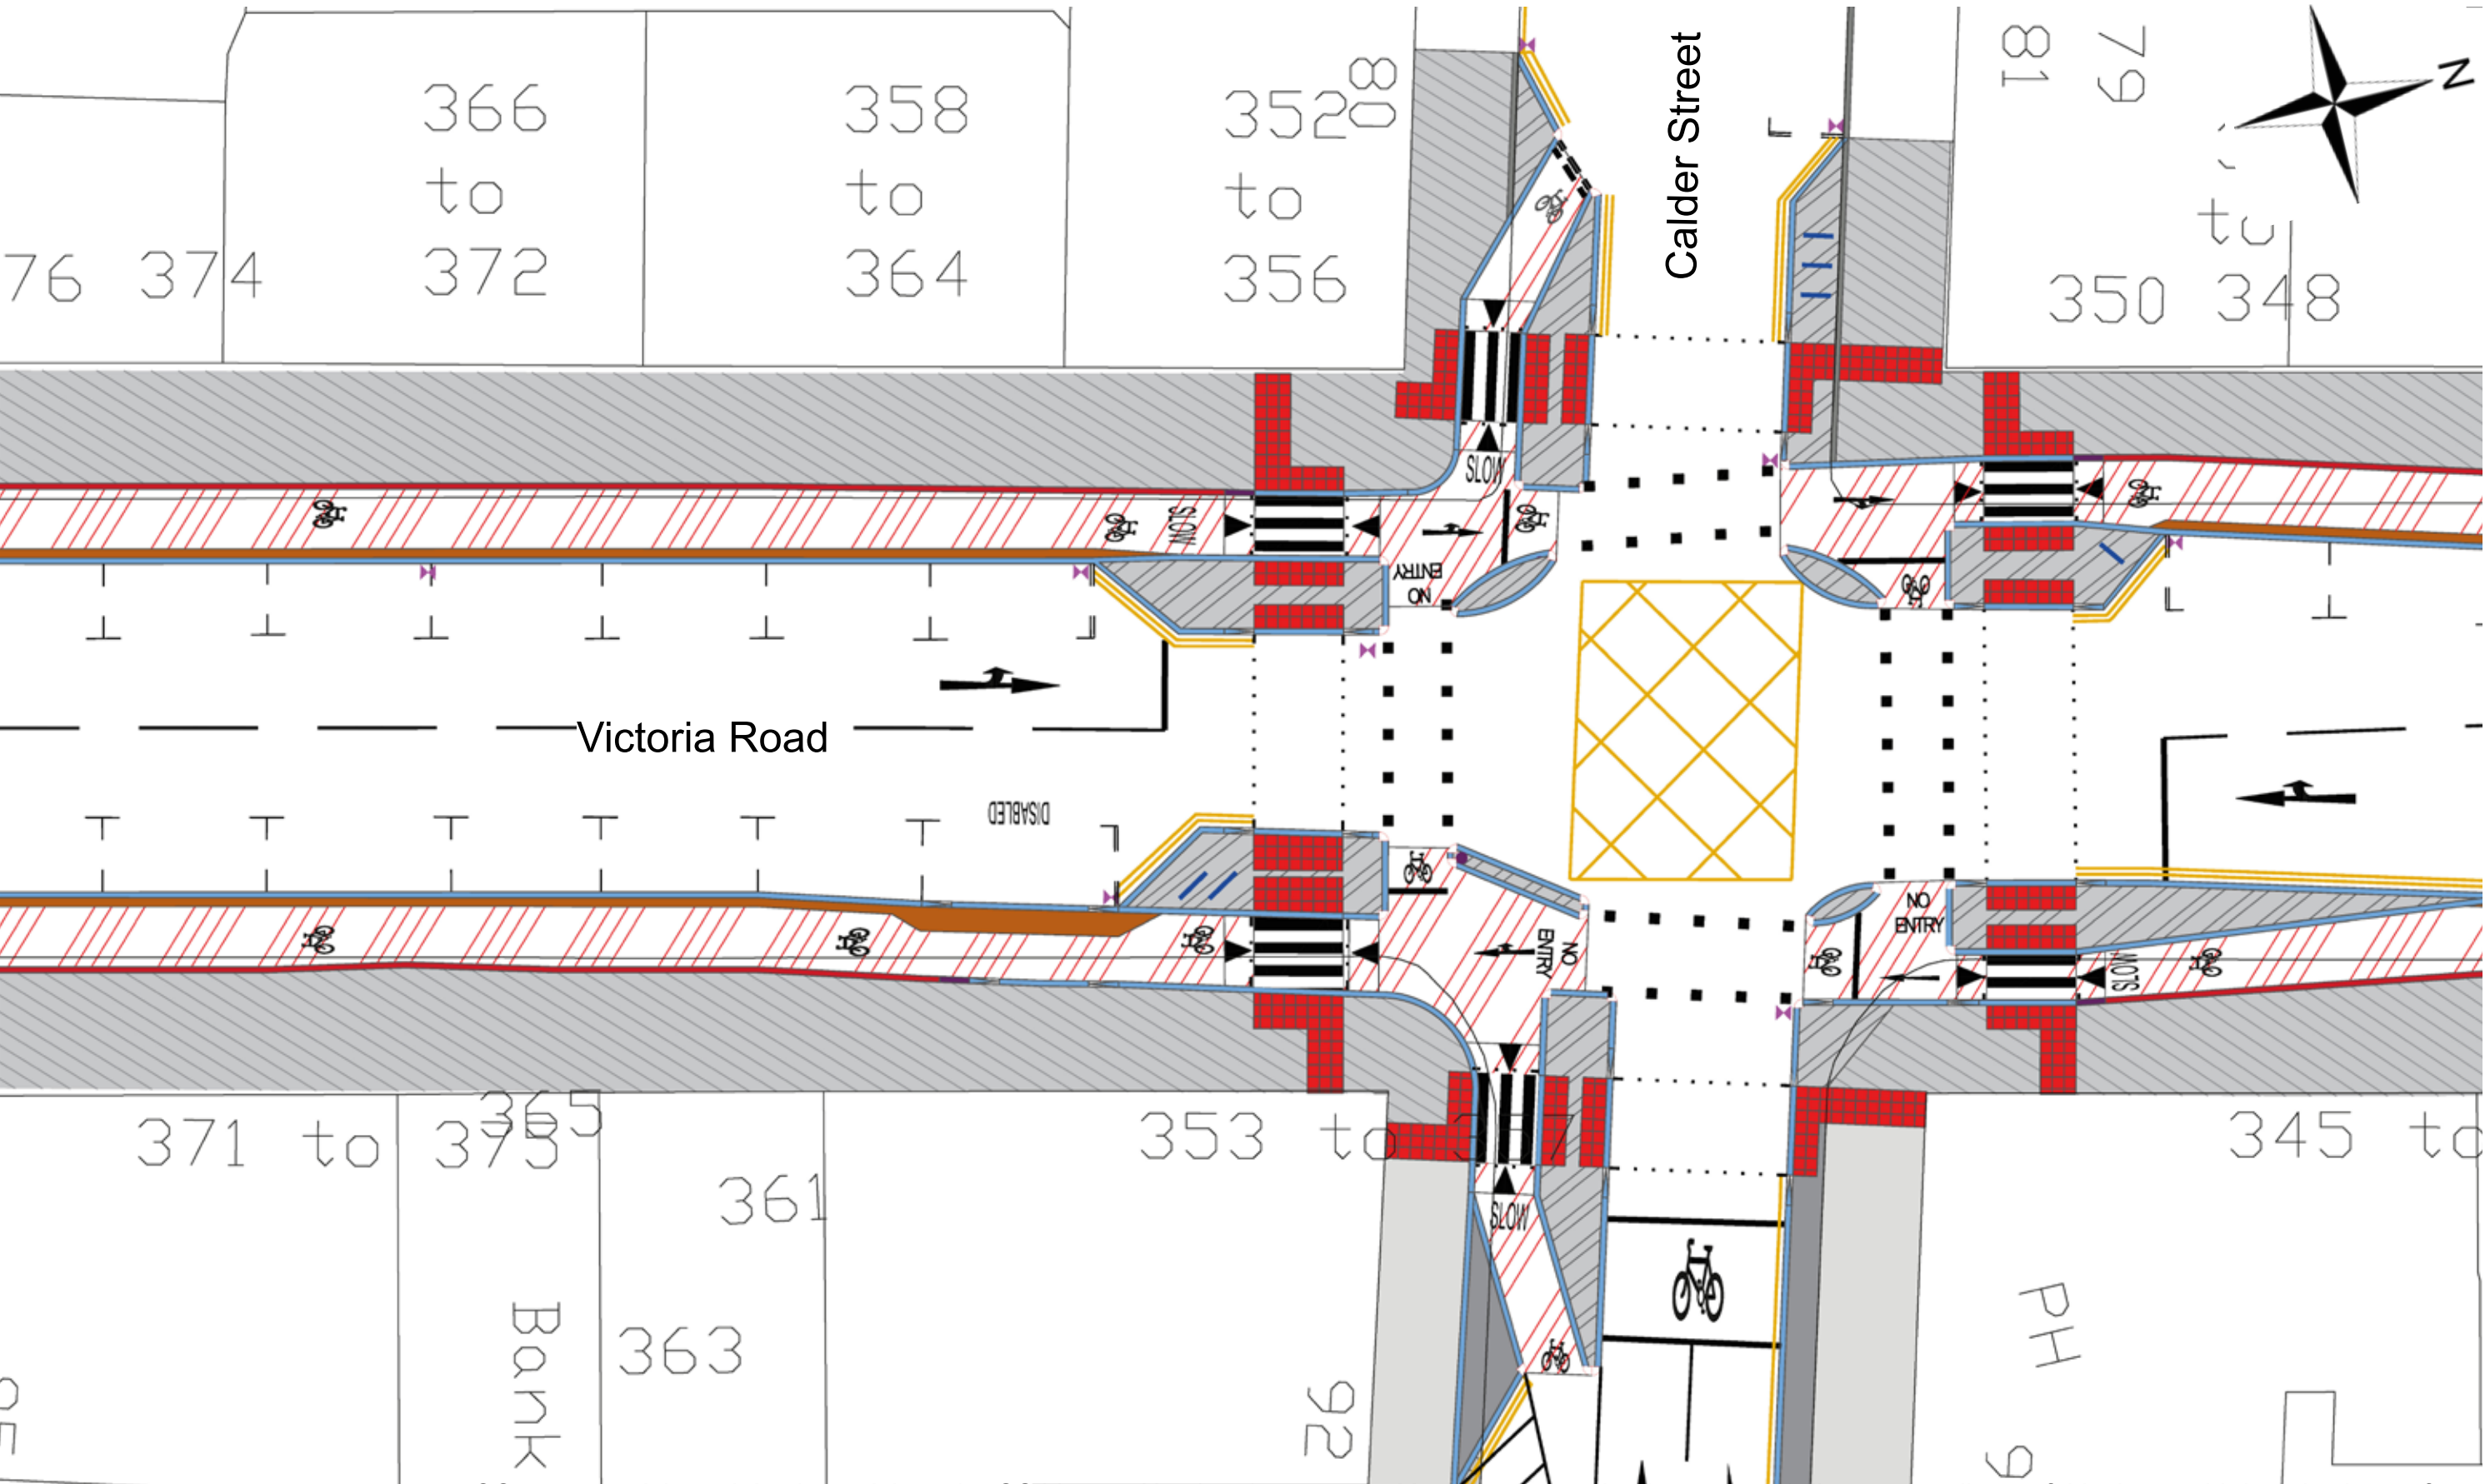 366
to
372
358
to
364
352
to
356
80
Calder Street
81
79
N
76
374
350
348
SLOW
SLOW
NO
ENTRY
Victoria Road
DISABLED
NO
ENTRY
NO
ENTRY
SLOW
371 to 373
365
361
363
353 to
345 to
SLOW
Bank
92
PH